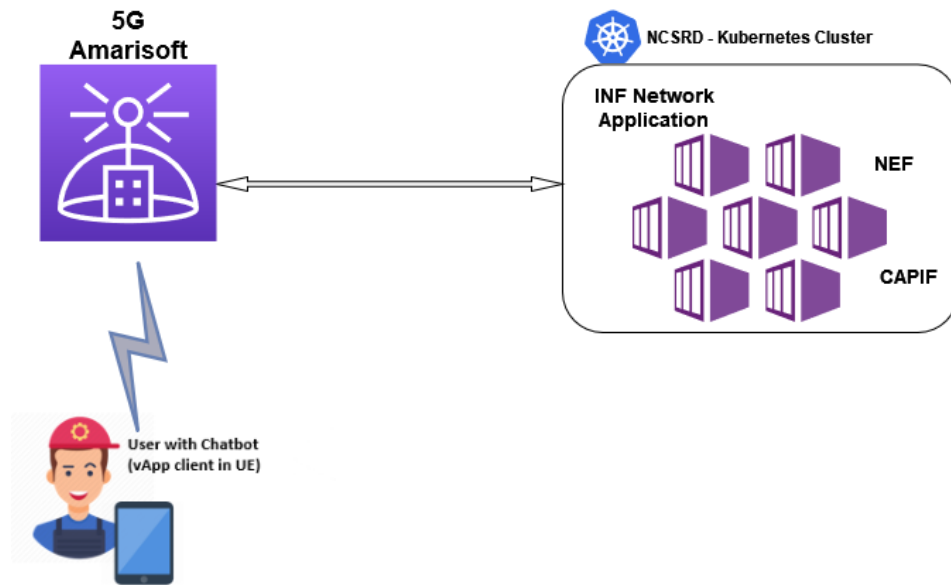 5G
Amarisoft
NCSRD - Kubernetes Cluster
INF Network
Application
NEF
CAPIF
User with Chatbot
(vApp client in UE)